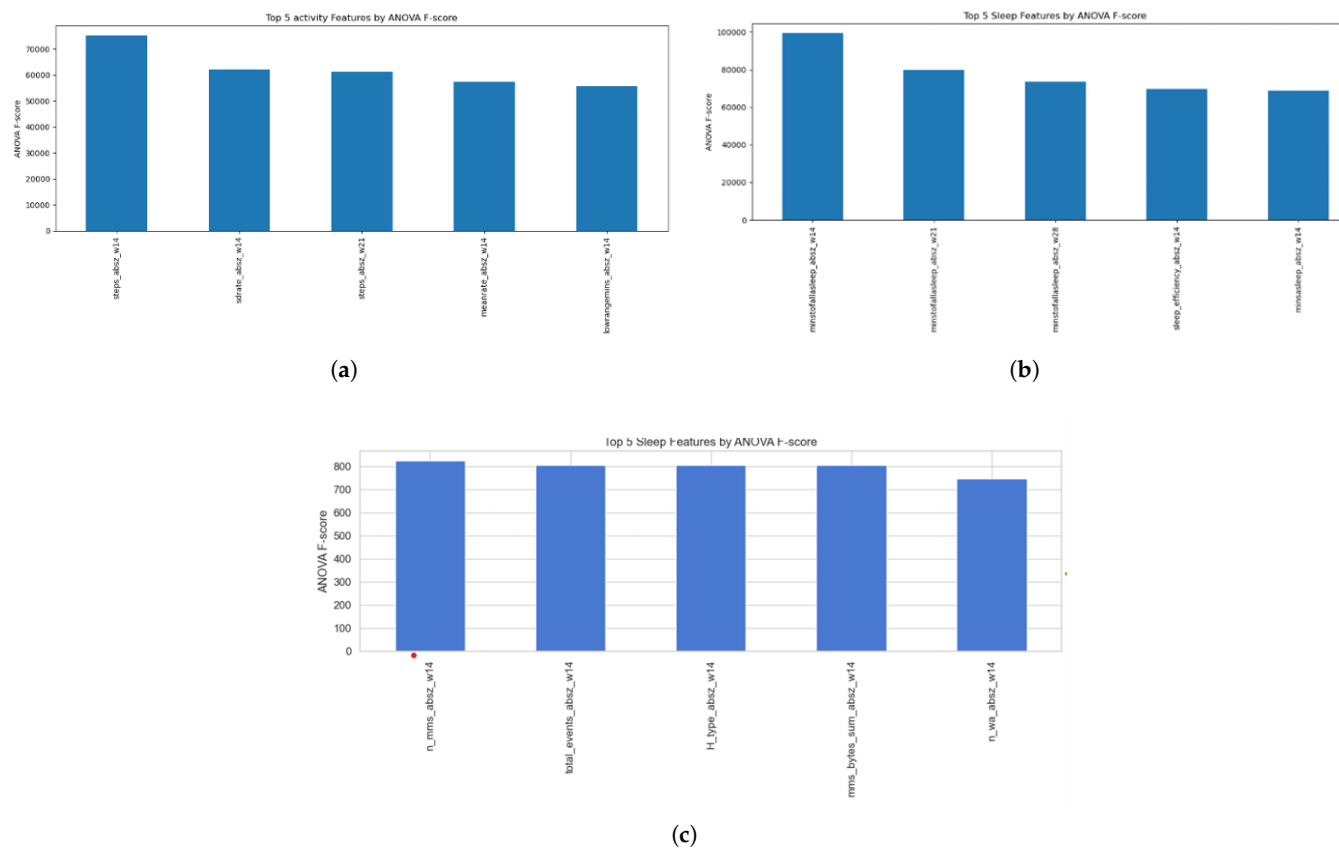 Top 5 activity Features by ANOVA F-score
ANOVA F-score
70000
60000
50000
40000
30000
20000
10000
0
steps_absz_w14
sdrate_absz_w14
steps_absz_w21
meanrate_absz_w14
lowrangemins_absz_w14
(a)
Top 5 Sleep Features by ANOVA F-score
ANOVA F-score
100000
80000
60000
40000
20000
0
minstofallasleep_absz_w14
minstofallasleep_absz_w21
minstofallasleep_absz_w28
sleep_efficiency_absz_w14
minsasleep_absz_w14
(b)
Top 5 Sleep Features by ANOVA F-score
ANOVA F-score
800
700
600
500
400
300
200
100
0
n_mms_absz_w14
total_events_absz_w14
H_type_absz_w14
mms_bytes_sum_absz_w14
n_wa_absz_w14
(c)